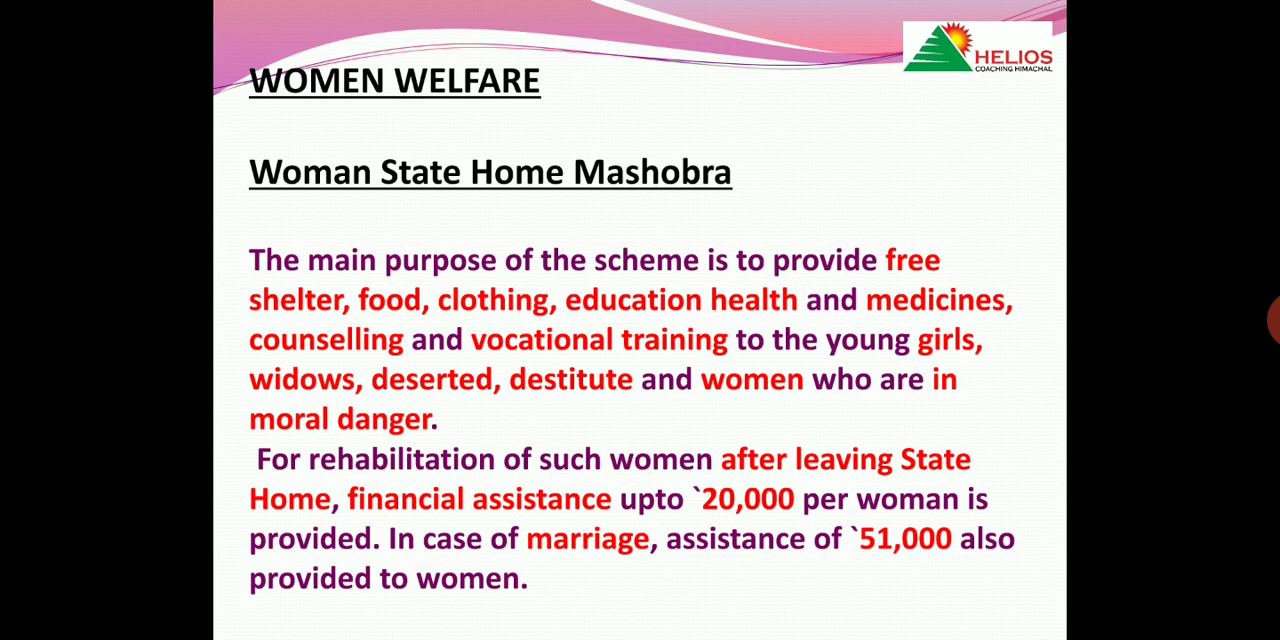 HELIOS
COACHING HIMACHAL
WOMEN WELFARE
Woman State Home Mashobra
The main purpose of the scheme is to provide free
shelter, food, clothing, education health and medicines,
counselling and vocational training to the young girls,
widows, deserted, destitute and women who are in
moral danger.
For rehabilitation of such women after leaving State
Home, financial assistance upto `20,000 per woman is
provided. In case of marriage, assistance of `51,000 also
provided to women.